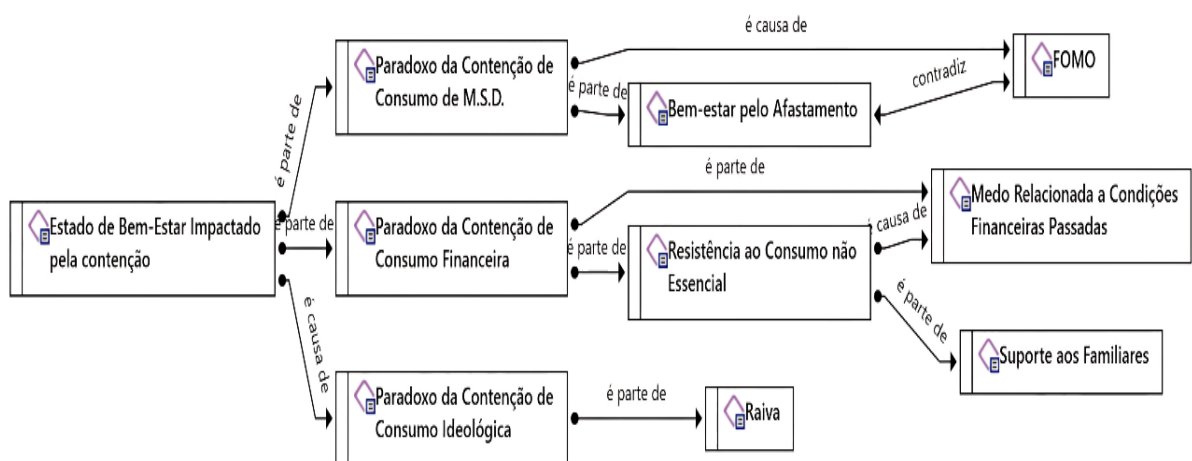 é causa de
Paradoxo da Contenção de
Consumo de M.S.D.
é parte de
FOMO
contradiz
Bem-estar pelo Afastamento
é parte de
é parte de
Medo Relacionada a Condições
Financeiras Passadas
Estado de Bem-Estar Impactado
pela contenção
é parte de
Paradoxo da Contenção de
Consumo Financeira
é parte de
Resistência ao Consumo não
Essencial
é causa de
é parte de
Suporte aos Familiares
é causa de
Paradoxo da Contenção de
Consumo Ideológica
é parte de
Raiva